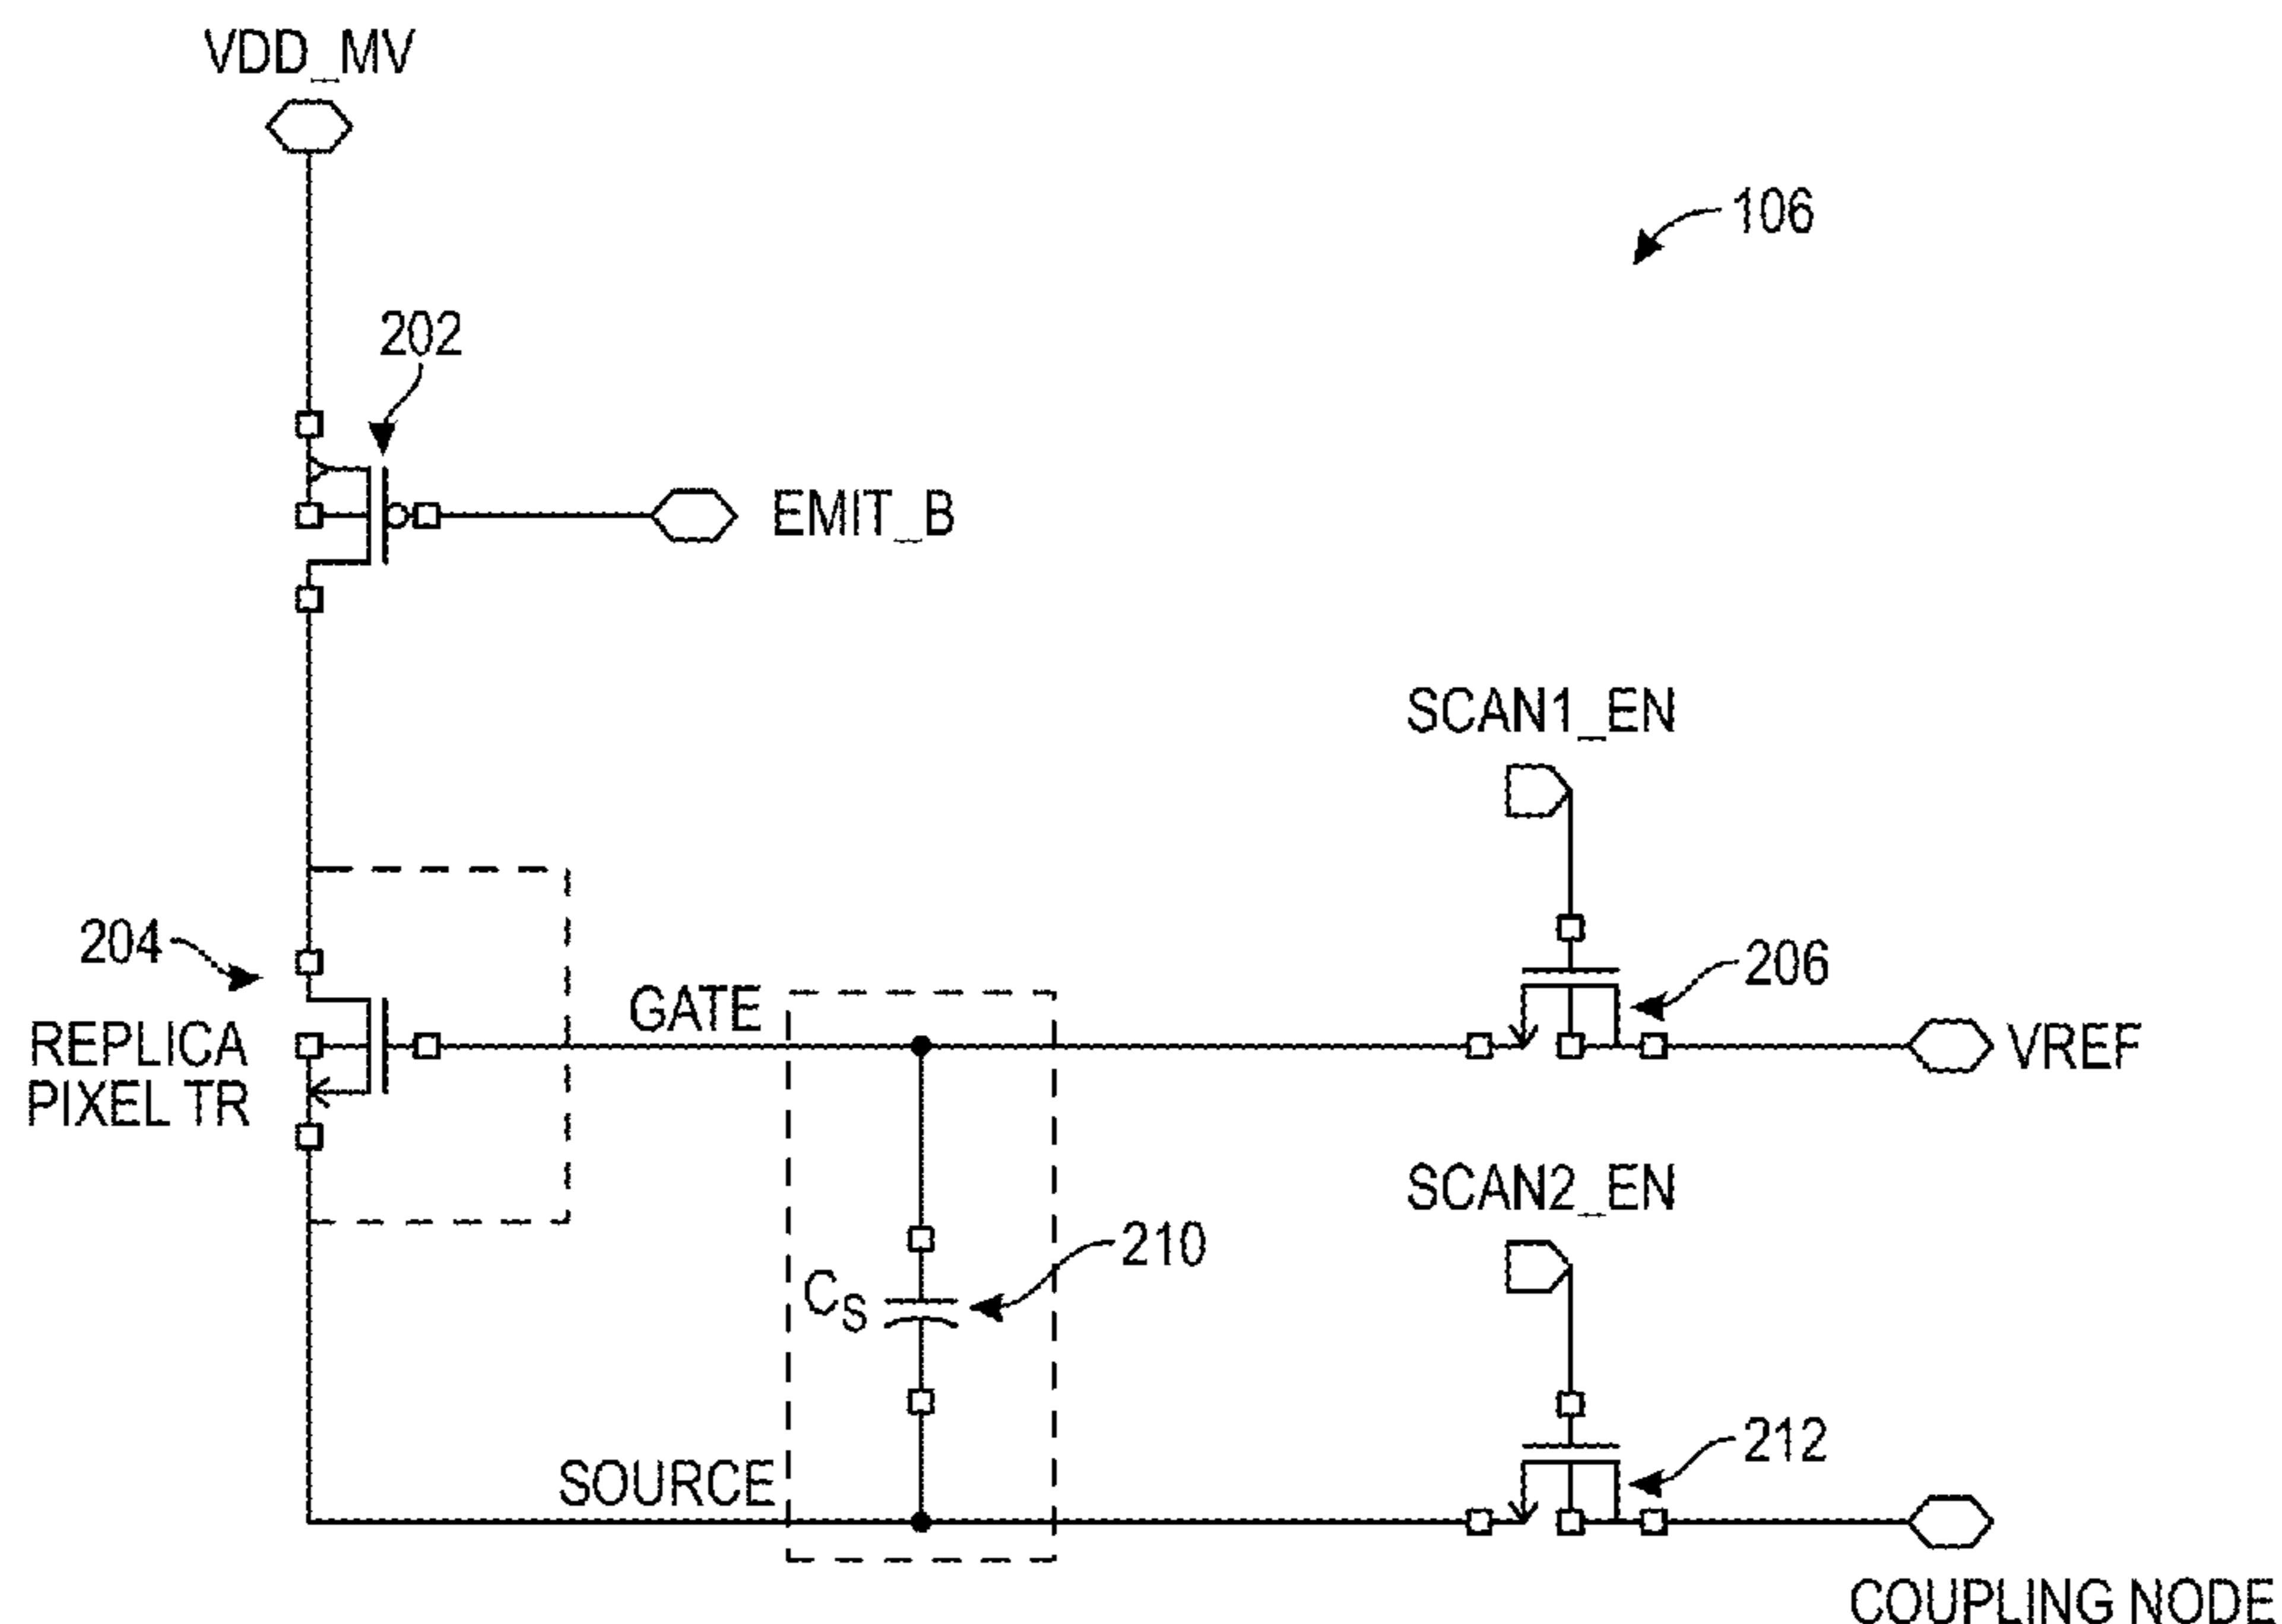 VDD_MV
106
202
EMIT_B
SCAN1_EN
204
206
GATE
REPLICA
PIXEL TR
VREF
SCAN2_EN
210
CS
212
SOURCE
COUPLING NODE